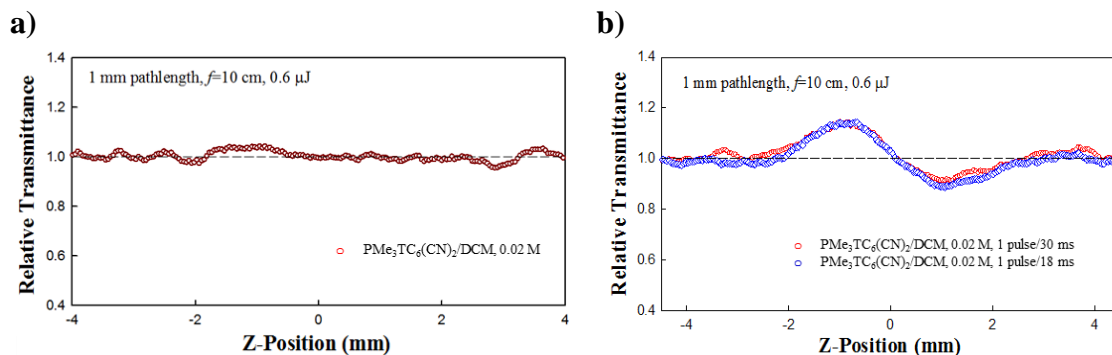 a)
1.4
1.2
1.0
0.8
0.6
0.4
Relative Transmittance
1 mm pathlength, f=10 cm, 0.6 μJ
PMe₃TC₆(CN)₂/DCM, 0.02 M
-4 -2 0 2 4
Z-Position (mm)
b)
1.4
1.2
1.0
0.8
0.6
0.4
Relative Transmittance
1 mm pathlength, f=10 cm, 0.6 μJ
PMe₃TC₆(CN)₂/DCM, 0.02 M, 1 pulse/30 ms
PMe₃TC₆(CN)₂/DCM, 0.02 M, 1 pulse/18 ms
-4 -2 0 2 4
Z-Position (mm)